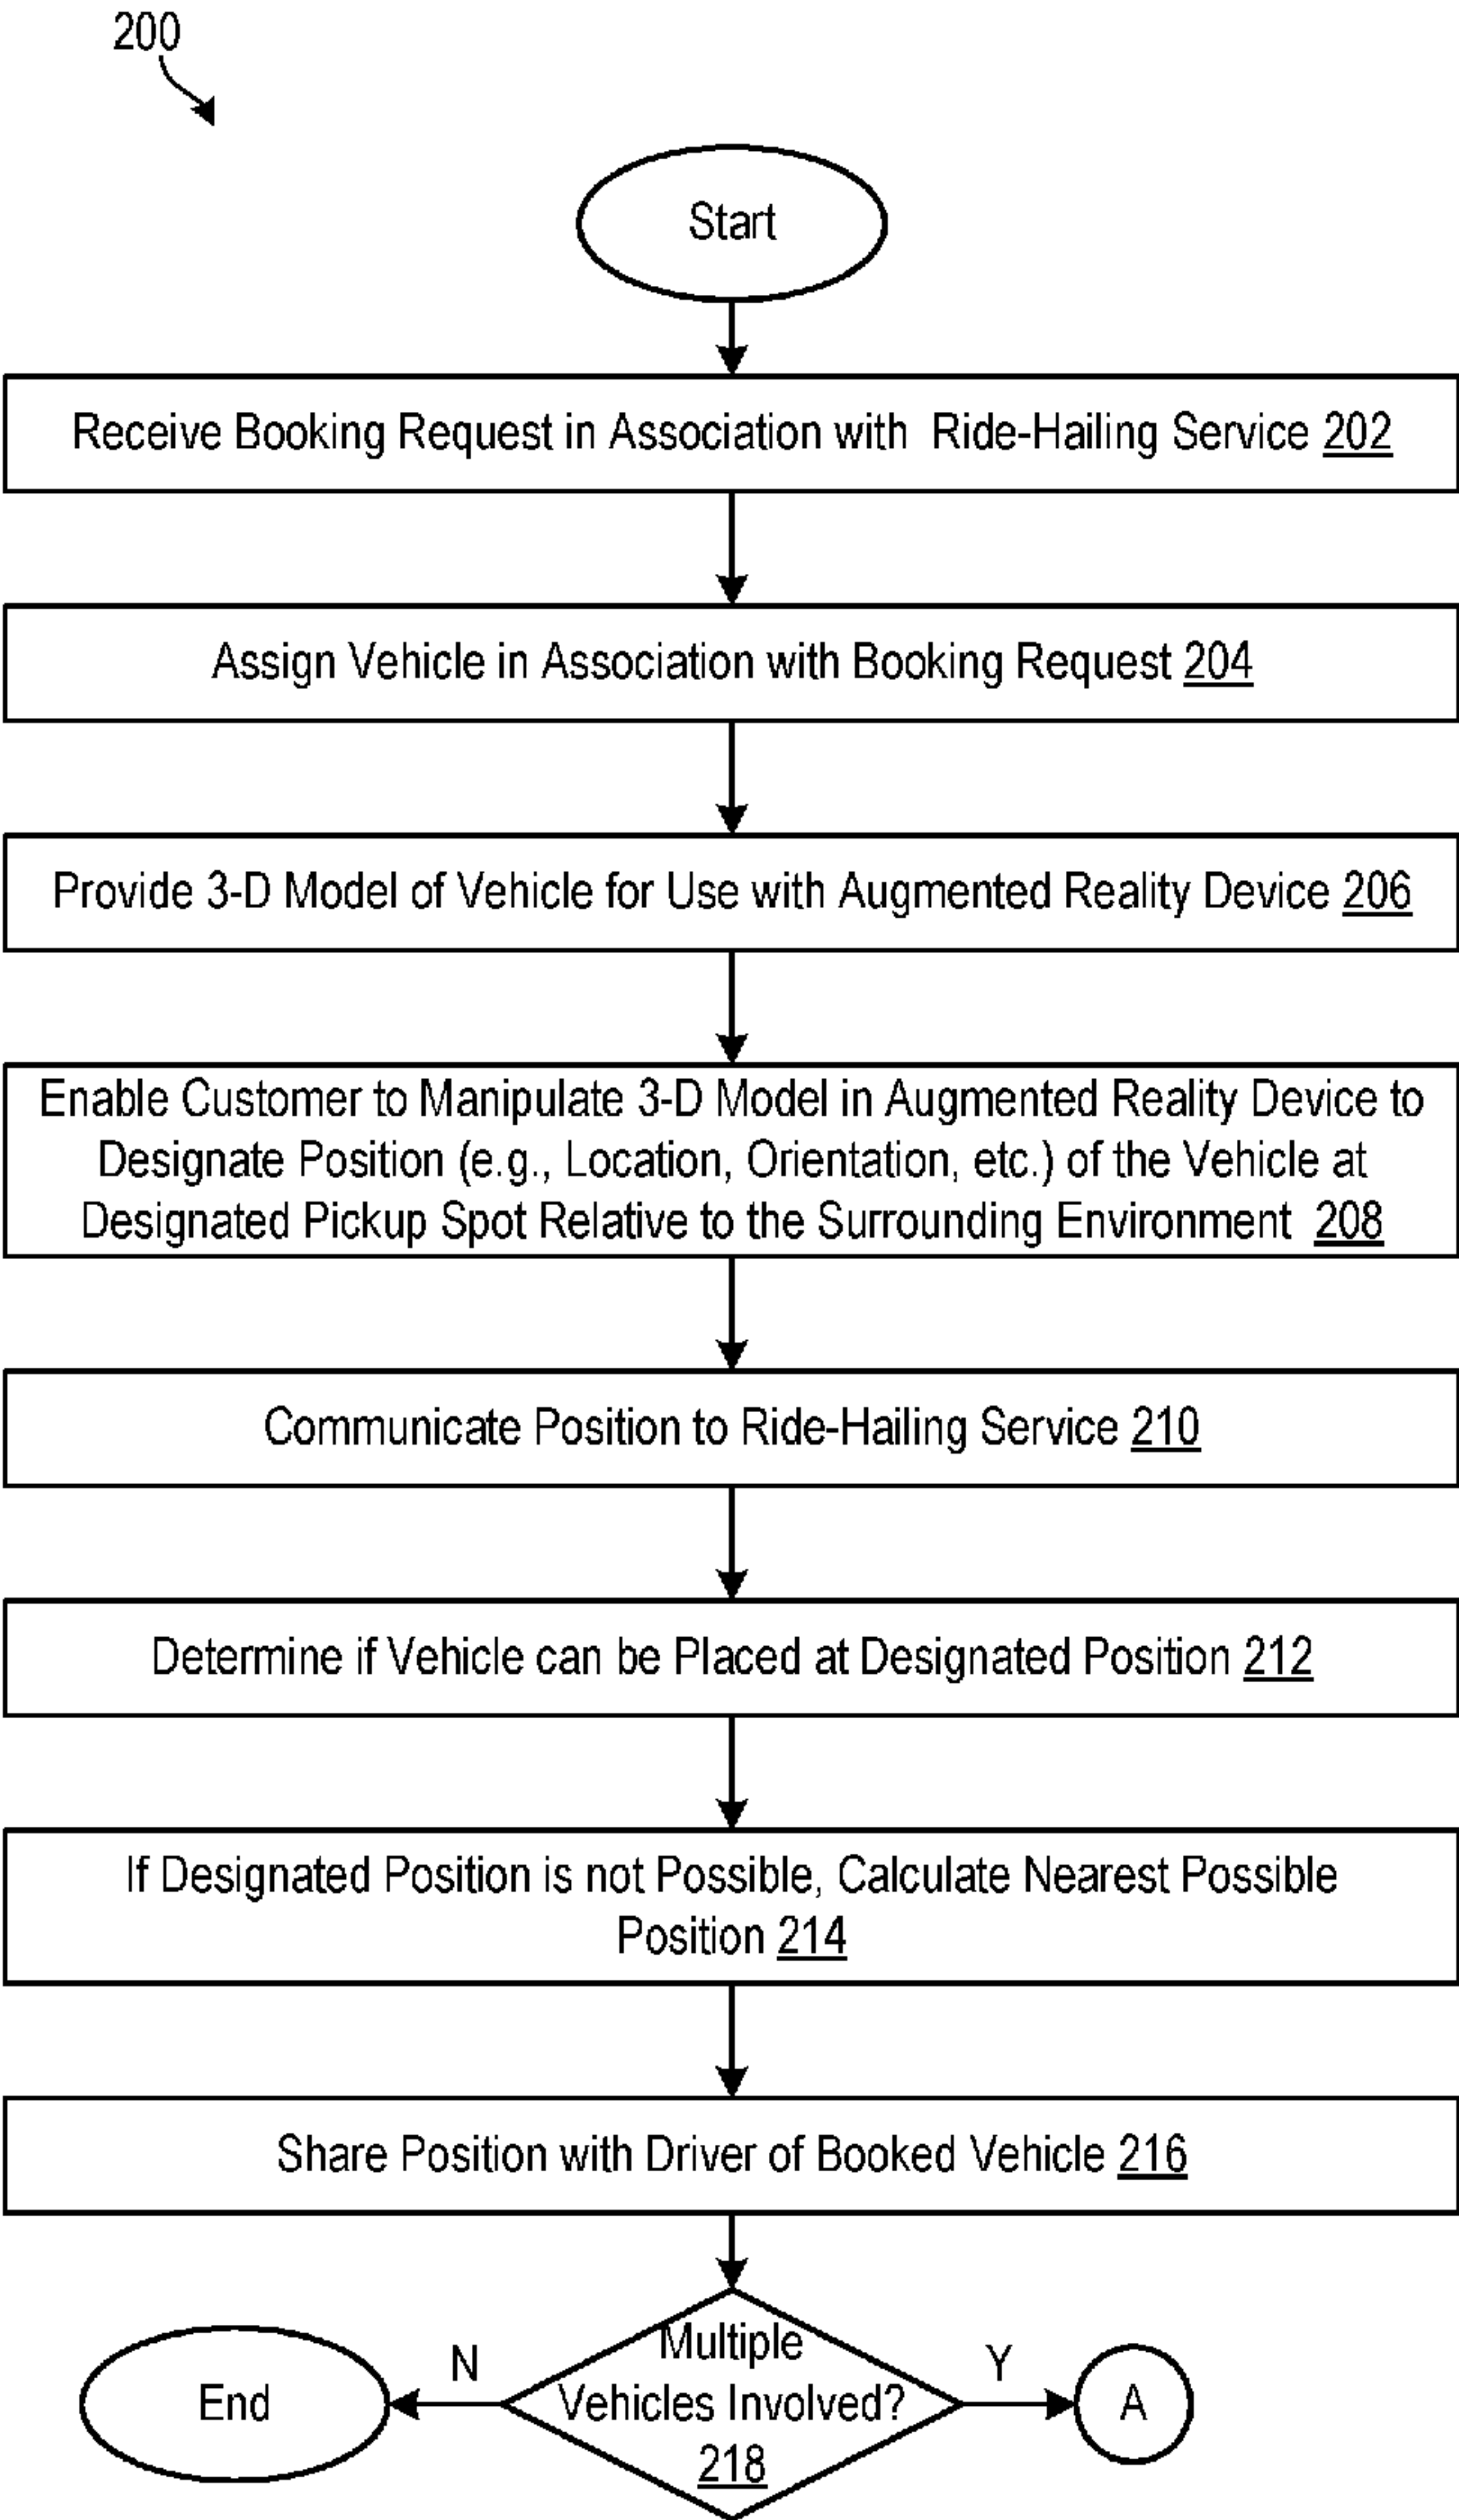 200
Start
Receive Booking Request in Association with Ride-Hailing Service 202
Assign Vehicle in Association with Booking Request 204
Provide 3-D Model of Vehicle for Use with Augmented Reality Device 206
Enable Customer to Manipulate 3-D Model in Augmented Reality Device to
Designate Position (e.g., Location, Orientation, etc.) of the Vehicle at
Designated Pickup Spot Relative to the Surrounding Environment 208
Communicate Position to Ride-Hailing Service 210
Determine if Vehicle can be Placed at Designated Position 212
If Designated Position is not Possible, Calculate Nearest Possible
Position 214
Share Position with Driver of Booked Vehicle 216
Multiple
Vehicles Involved?
218
N
End
Y
A